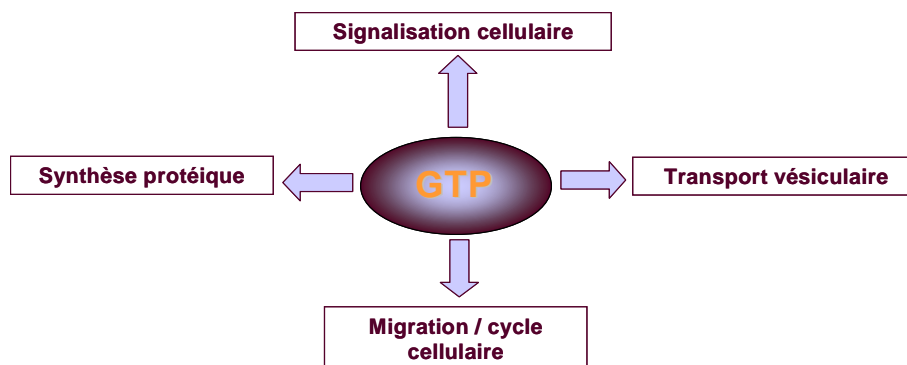 Signalisation cellulaire
Synthèse protéique
GTP
Transport vésiculaire
Migration / cycle
cellulaire